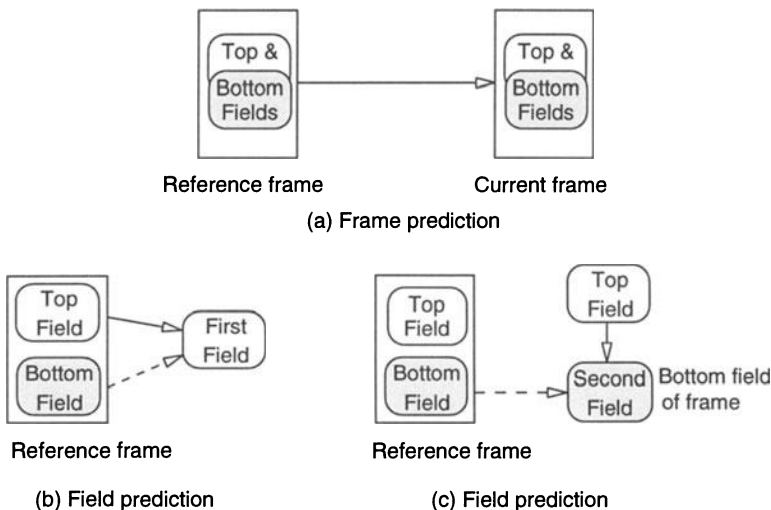 Top &
Bottom
Fields
Reference frame
Top &
Bottom
Fields
Current frame
(a) Frame prediction
Top
Field
Bottom
Field
First
Field
Reference frame
(b) Field prediction
Top
Field
Bottom
Field
Top
Field
Second
Field
Bottom field
of frame
Reference frame
(c) Field prediction